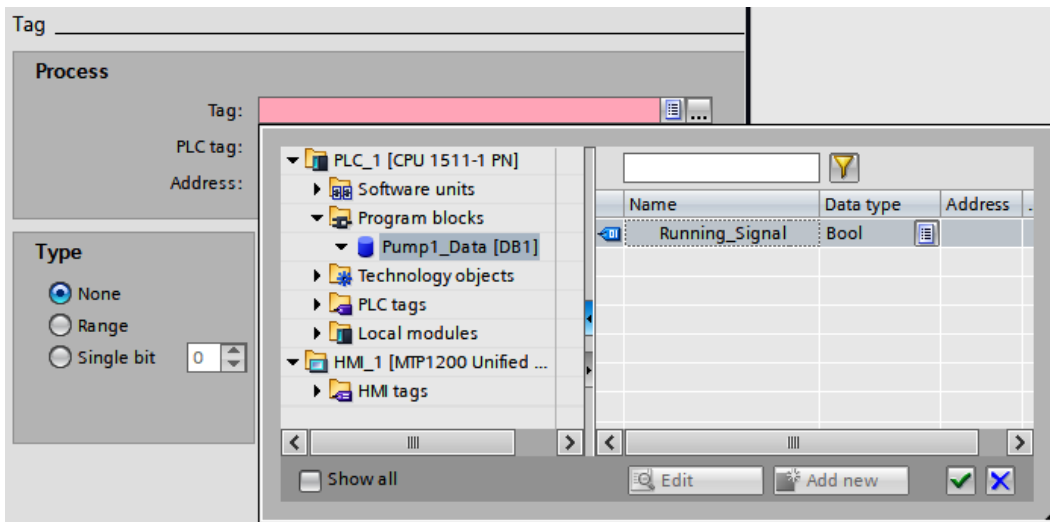 Tag
Process
Tag:
...
PLC tag:
Address:
Type
None
Range
Single bit 0
PLC_1 [CPU 1511-1 PN]
Software units
Program blocks
Pump1_Data [DB1]
Technology objects
PLC tags
Local modules
HMI_1 [MTP1200 Unified ...
HMI tags
Name Data type Address ...
Running_Signal Bool
Show all Edit Add new